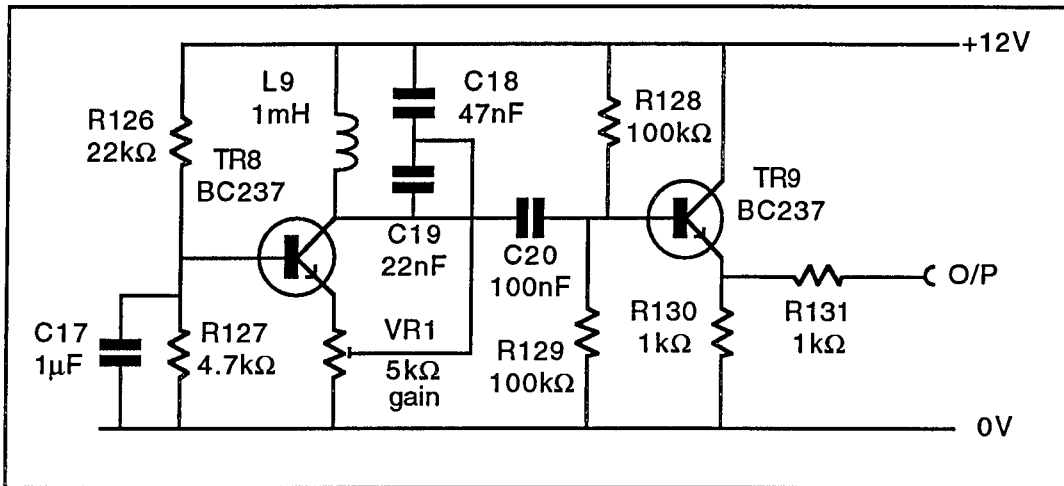 +12V
L9
1mH
C18
47nF
R126
22kΩ
R128
100kΩ
TR8
BC237
TR9
BC237
C19
22nF
C20
100nF
O/P
C17
1μF
R127
4.7kΩ
VR1
5kΩ
gain
R129
100kΩ
R130
1kΩ
R131
1kΩ
0V